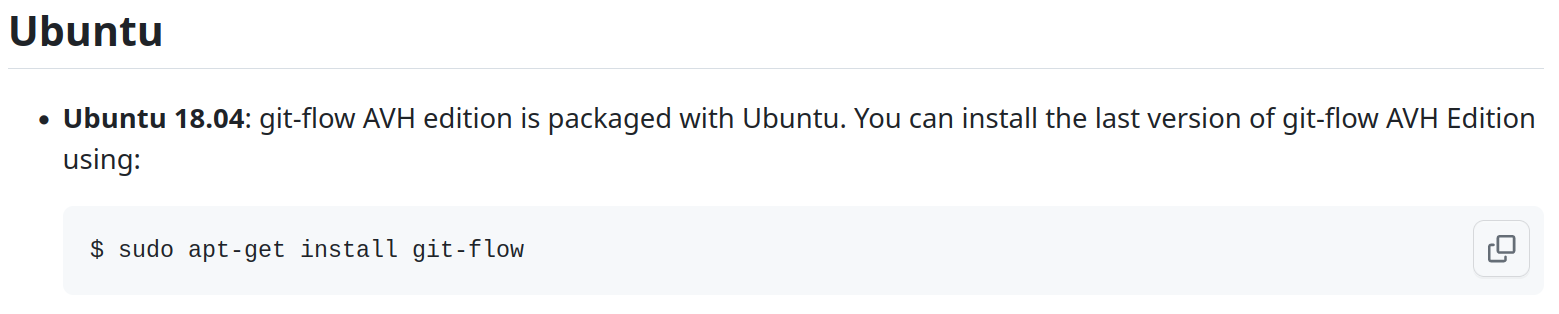 Ubuntu
• Ubuntu 18.04: git-flow AVH edition is packaged with Ubuntu. You can install the last version of git-flow AVH Edition
using:
$ sudo apt-get install git-flow